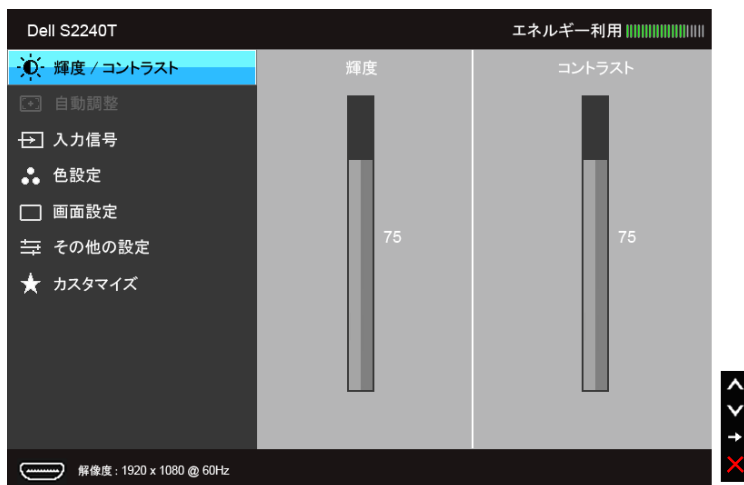 Dell S2240T
エネルギー利用
輝度 / コントラスト
自動調整
入力信号
色設定
画面設定
その他の設定
カスタマイズ
輝度
コントラスト
75
75
解像度 : 1920 x 1080 @ 60Hz